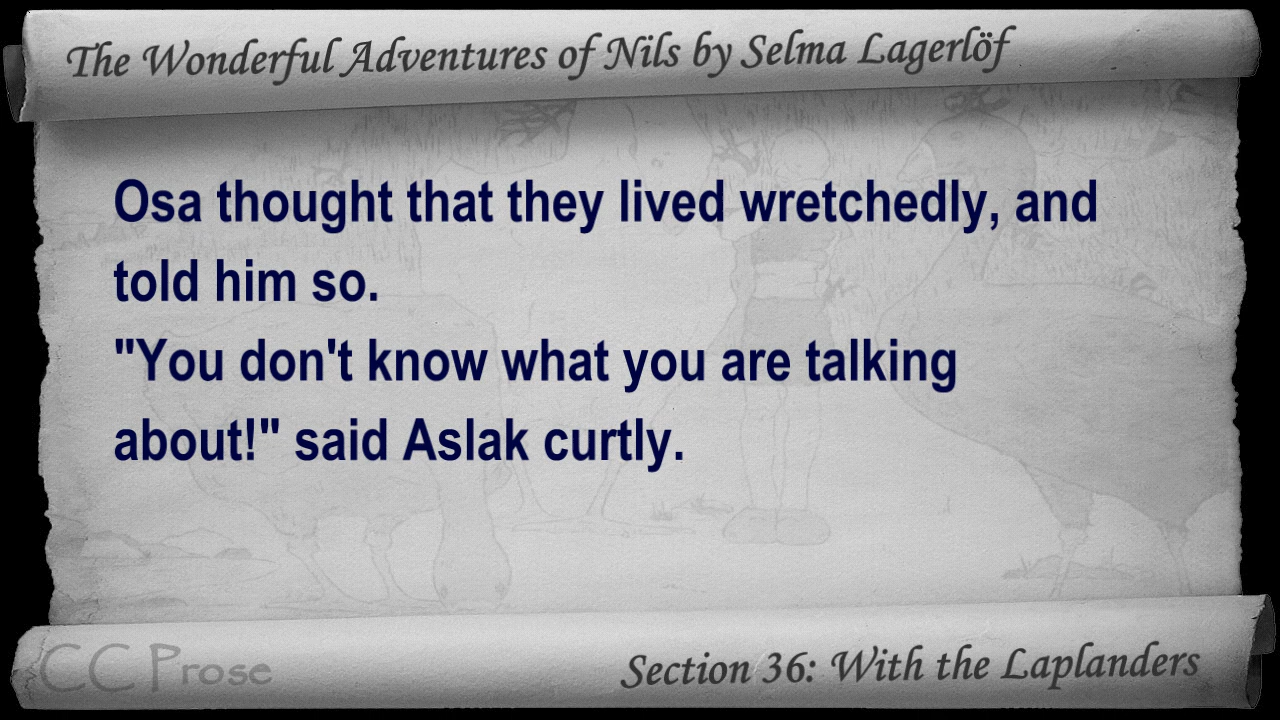 The Wonderful Adventures of Nils by Selma Lagerlöf
Osa thought that they lived wretchedly, and
told him so.
"You don't know what you are talking
about!" said Aslak curtly.
CC Prose
Section 36: With the Laplanders